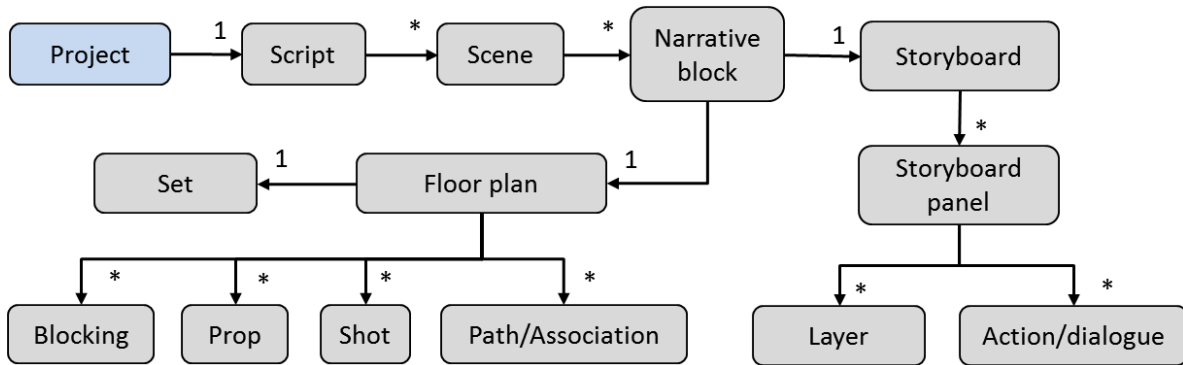 Project
1
Script
*
Scene
*
Narrative
block
1
Storyboard
*
Storyboard
panel
1
Floor plan
1
Set
*
*
*
*
Blocking
Prop
Shot
Path/Association
*
*
Layer
Action/dialogue